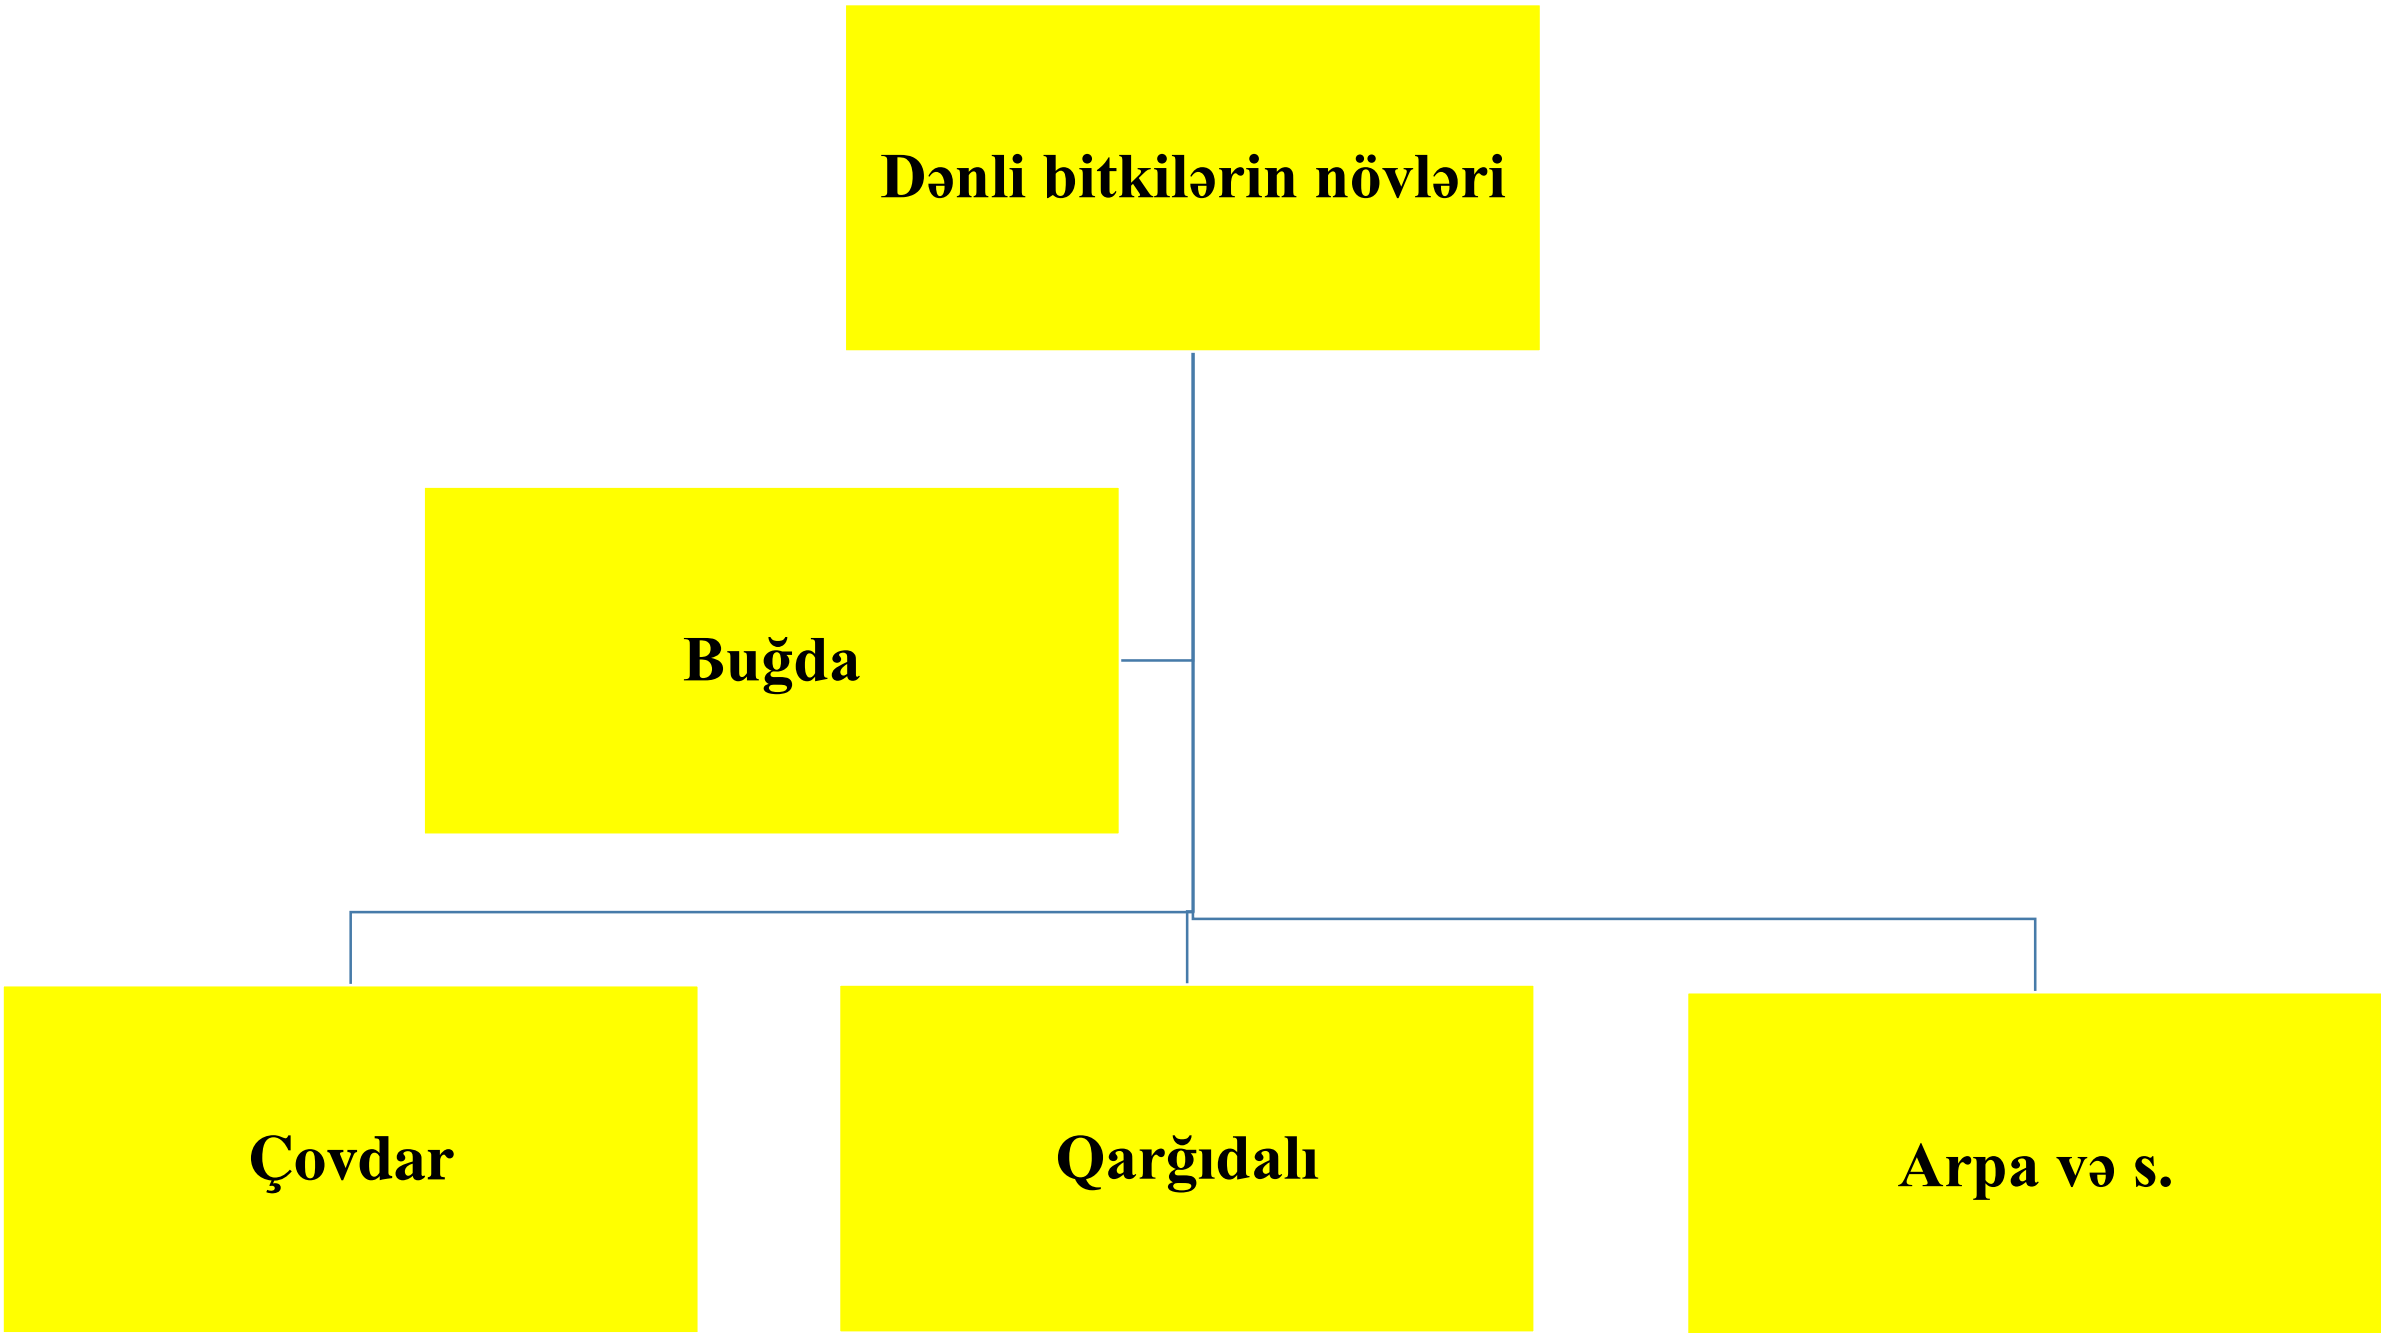 Dənli bitkilərin növləri
Buğda
Çovdar
Qarğıdalı
Arpa və s.